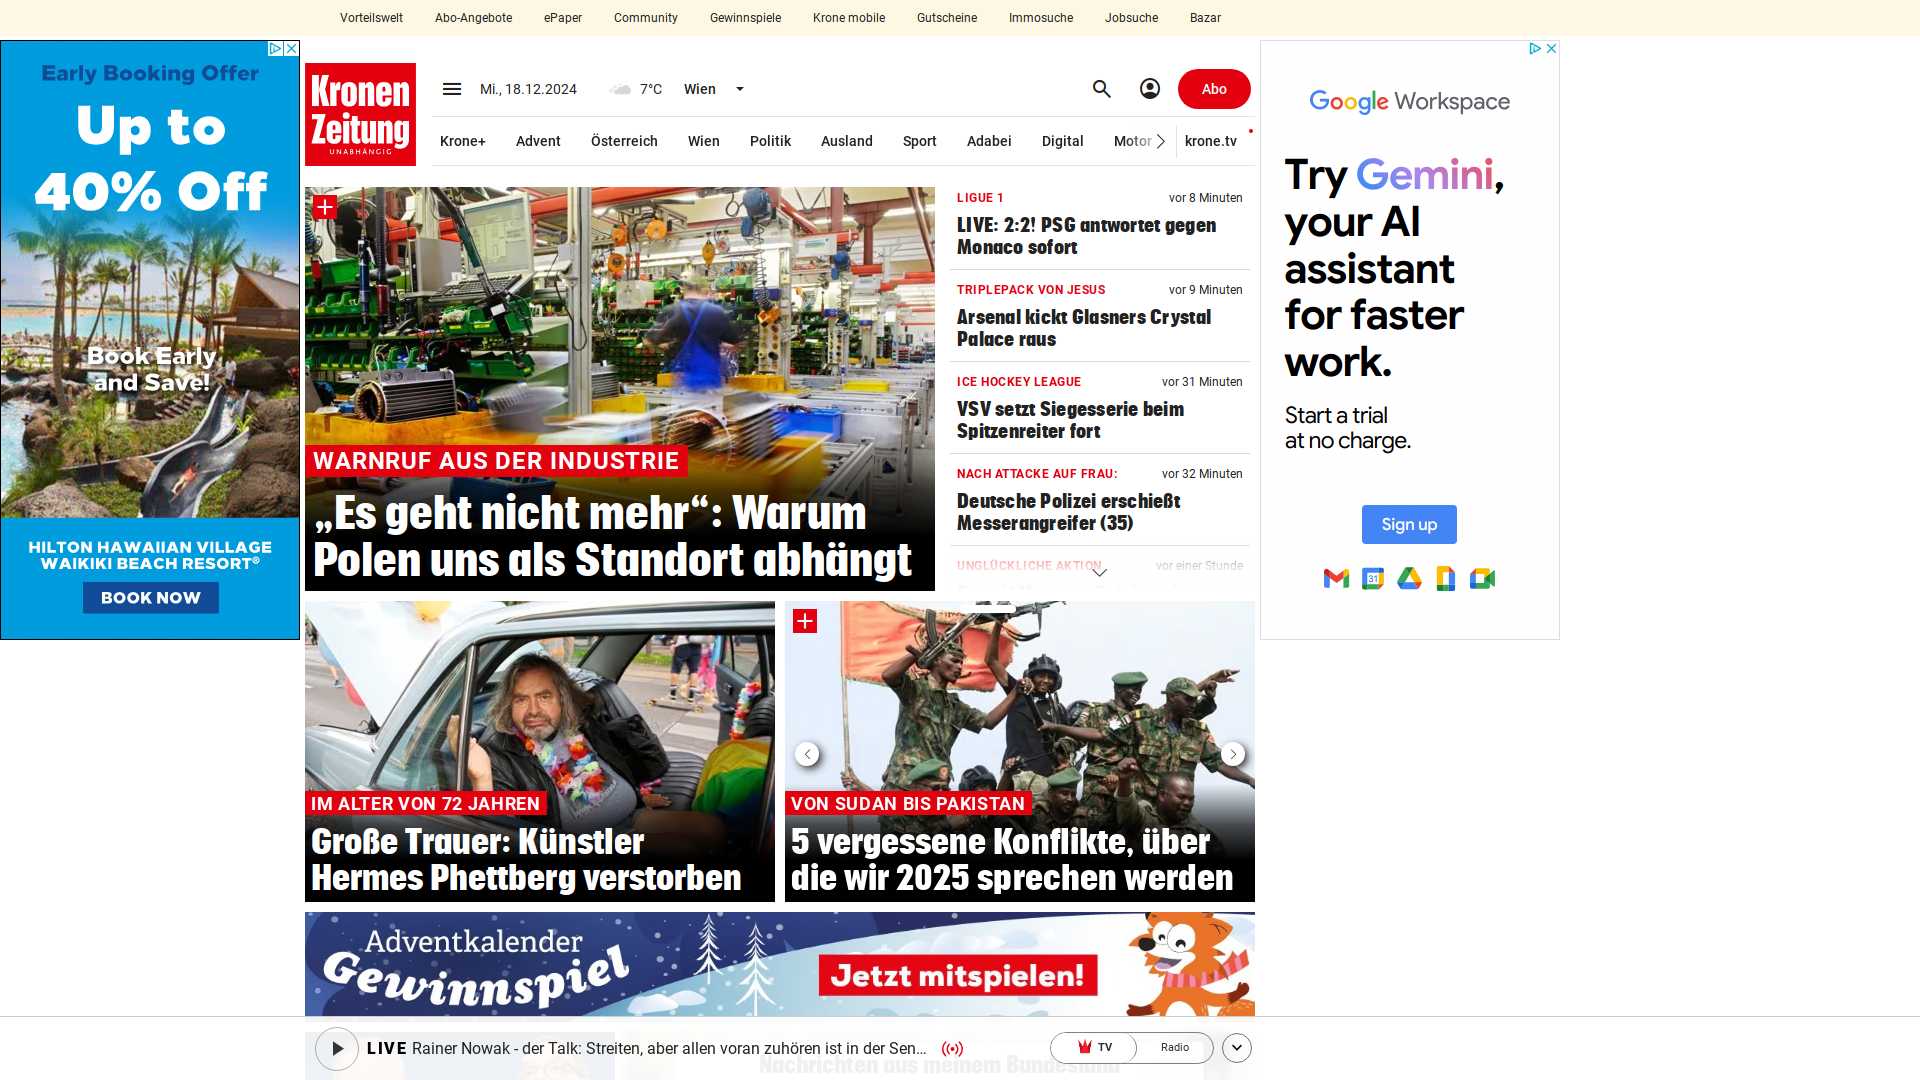 Vorteilswelt
Abo-Angebote
ePaper
Community
Gewinnspiele
Krone mobile
Gutscheine
Immosuche
Jobsuche
Bazar
Early Booking Offer
Up to
40% Off
Book Early
and Save!
HILTON HAWAIIAN VILLAGE
WAIKIKI BEACH RESORT®
BOOK NOW
Kronen
Zeitung
UNABHÄNGIG
Mi., 18.12.2024
7°C
Wien
Abo
Krone+
Advent
Österreich
Wien
Politik
Ausland
Sport
Adabei
Digital
Motor
krone.tv
WARNRUF AUS DER INDUSTRIE
„Es geht nicht mehr“: Warum
Polen uns als Standort abhängt
LIGUE 1
vor 8 Minuten
LIVE: 2:2! PSG antwortet gegen
Monaco sofort
TRIPLEPACK VON JESUS
vor 9 Minuten
Arsenal kickt Glasners Crystal
Palace raus
ICE HOCKEY LEAGUE
vor 31 Minuten
VSV setzt Siegesserie beim
Spitzenreiter fort
NACH ATTACKE AUF FRAU:
vor 32 Minuten
Deutsche Polizei erschießt
Messerangreifer (35)
UNGLÜCKLICHE AKTION
vor einer Stunde
Google Workspace
Try Gemini,
your AI
assistant
for faster
work.
Start a trial
at no charge.
Sign up
31
IM ALTER VON 72 JAHREN
Große Trauer: Künstler
Hermes Phettberg verstorben
VON SUDAN BIS PAKISTAN
5 vergessene Konflikte, über
die wir 2025 sprechen werden
Adventkalender
Gewinnspiel
Jetzt mitspielen!
LIVE Rainer Nowak - der Talk: Streiten, aber allen voran zuhören ist in der Sen...
TV
Radio
Nachrichten aus meinem Bundesland